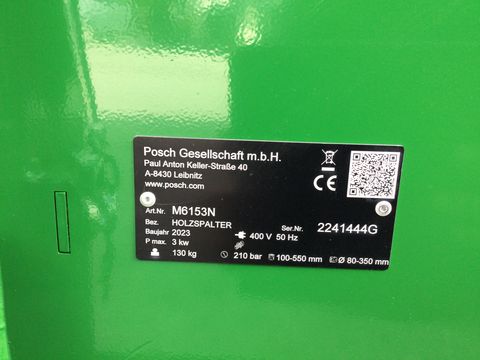 Posch Gesellschaft m.b.H.
Paul Anton Keller-Straße 40
A-8430 Leibnitz
www.posch.com
CE
Art.Nr. M6153N
Bez. HOLZSPALTER Ser.Nr. 2241444G
Baujahr 2023 400 V 50 Hz
P max. 3 kw
130 kg 210 bar 100-550 mm Ø 80-350 mm